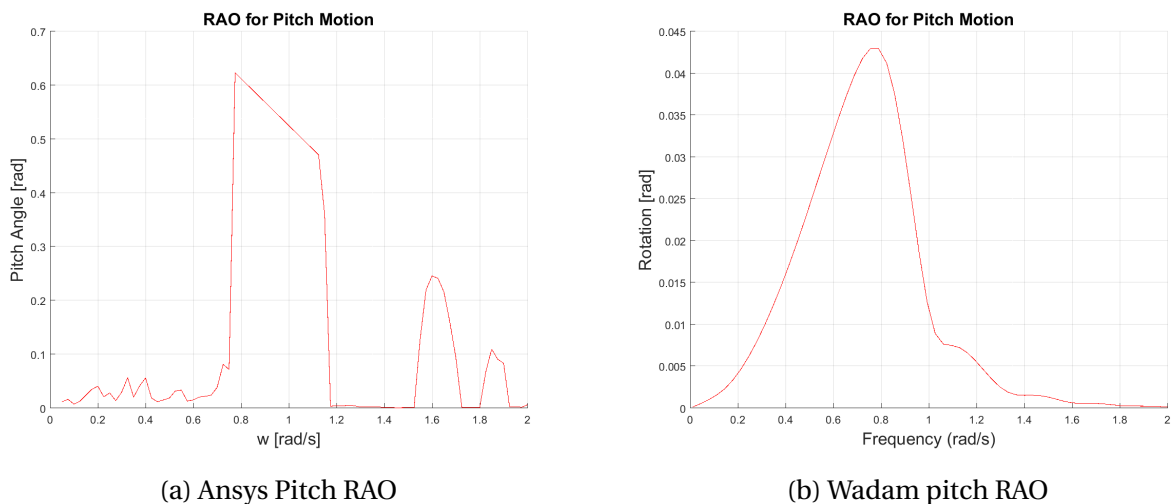 RAO for Pitch Motion
0.7
0.6
0.5
0.4
0.3
0.2
0.1
0
Pitch Angle [rad]
0 0.2 0.4 0.6 0.8 1 1.2 1.4 1.6 1.8 2
w [rad/s]
(a) Ansys Pitch RAO
RAO for Pitch Motion
0.045
0.04
0.035
0.03
0.025
0.02
0.015
0.01
0.005
0
Rotation [rad]
0 0.2 0.4 0.6 0.8 1 1.2 1.4 1.6 1.8 2
Frequency (rad/s)
(b) Wadam pitch RAO